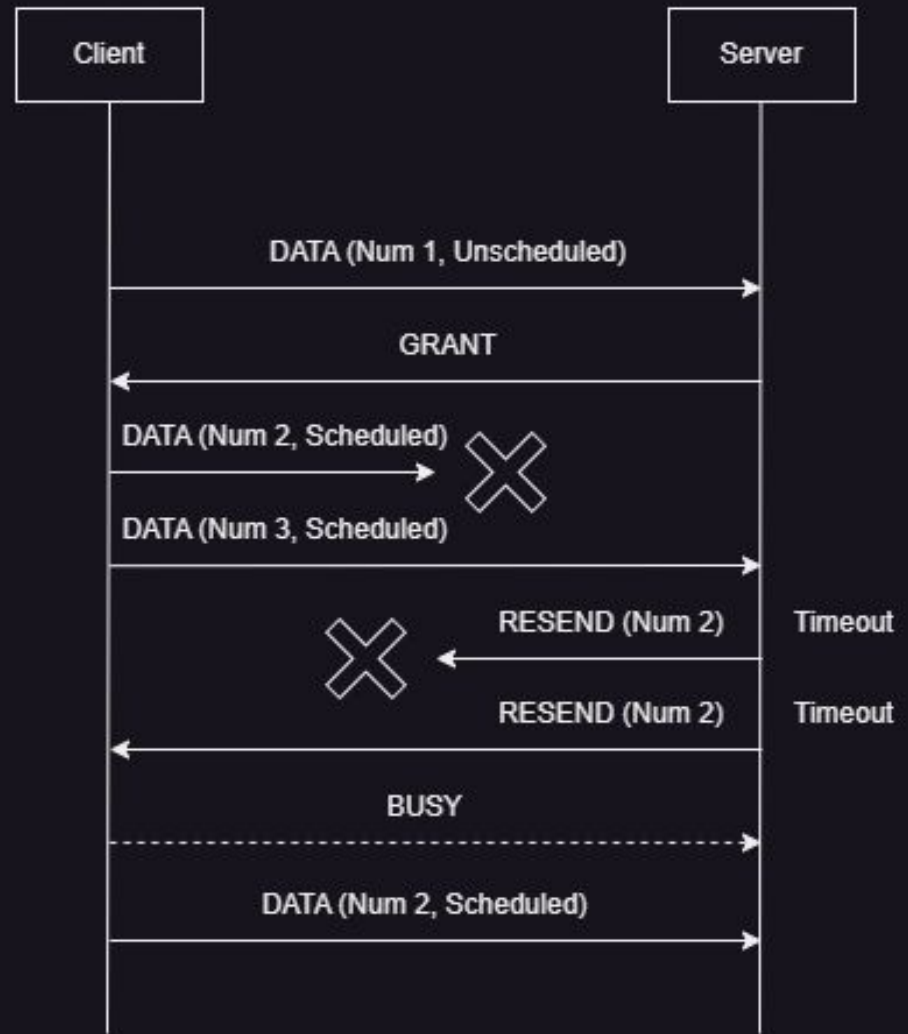 Client
Server
DATA (Num 1, Unscheduled)
GRANT
DATA (Num 2, Scheduled)
DATA (Num 3, Scheduled)
RESEND (Num 2)
Timeout
RESEND (Num 2)
Timeout
BUSY
DATA (Num 2, Scheduled)